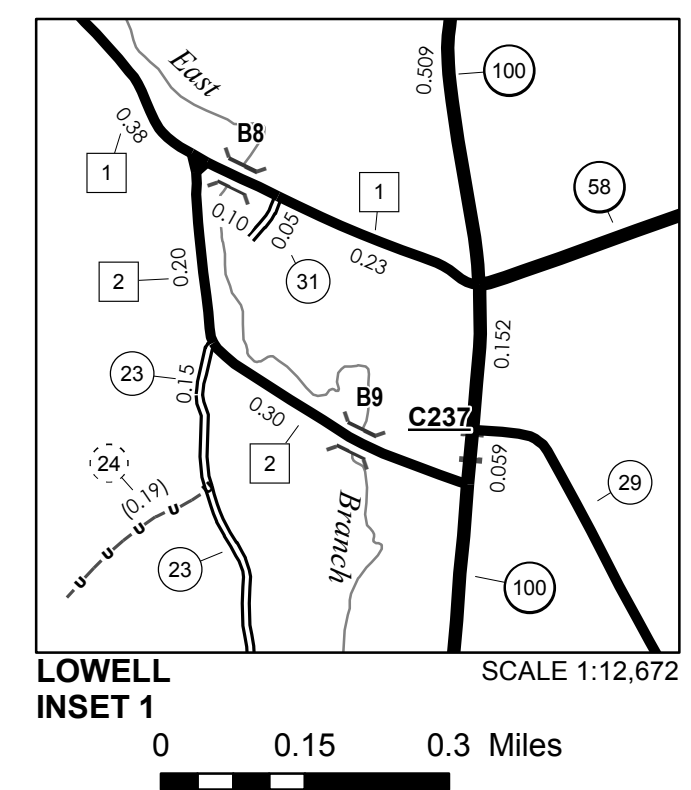 0.509
100
East
0.38
B8
1
1
58
0.10
0.05
0.20
2
31
0.23
0.152
23
0.15
0.30
B9
C237
2
0.059
24
(0.19)
U
U
U
U
U
29
Branch
23
100
LOWELL
INSET 1
SCALE 1:12,672
0 0.15 0.3 Miles